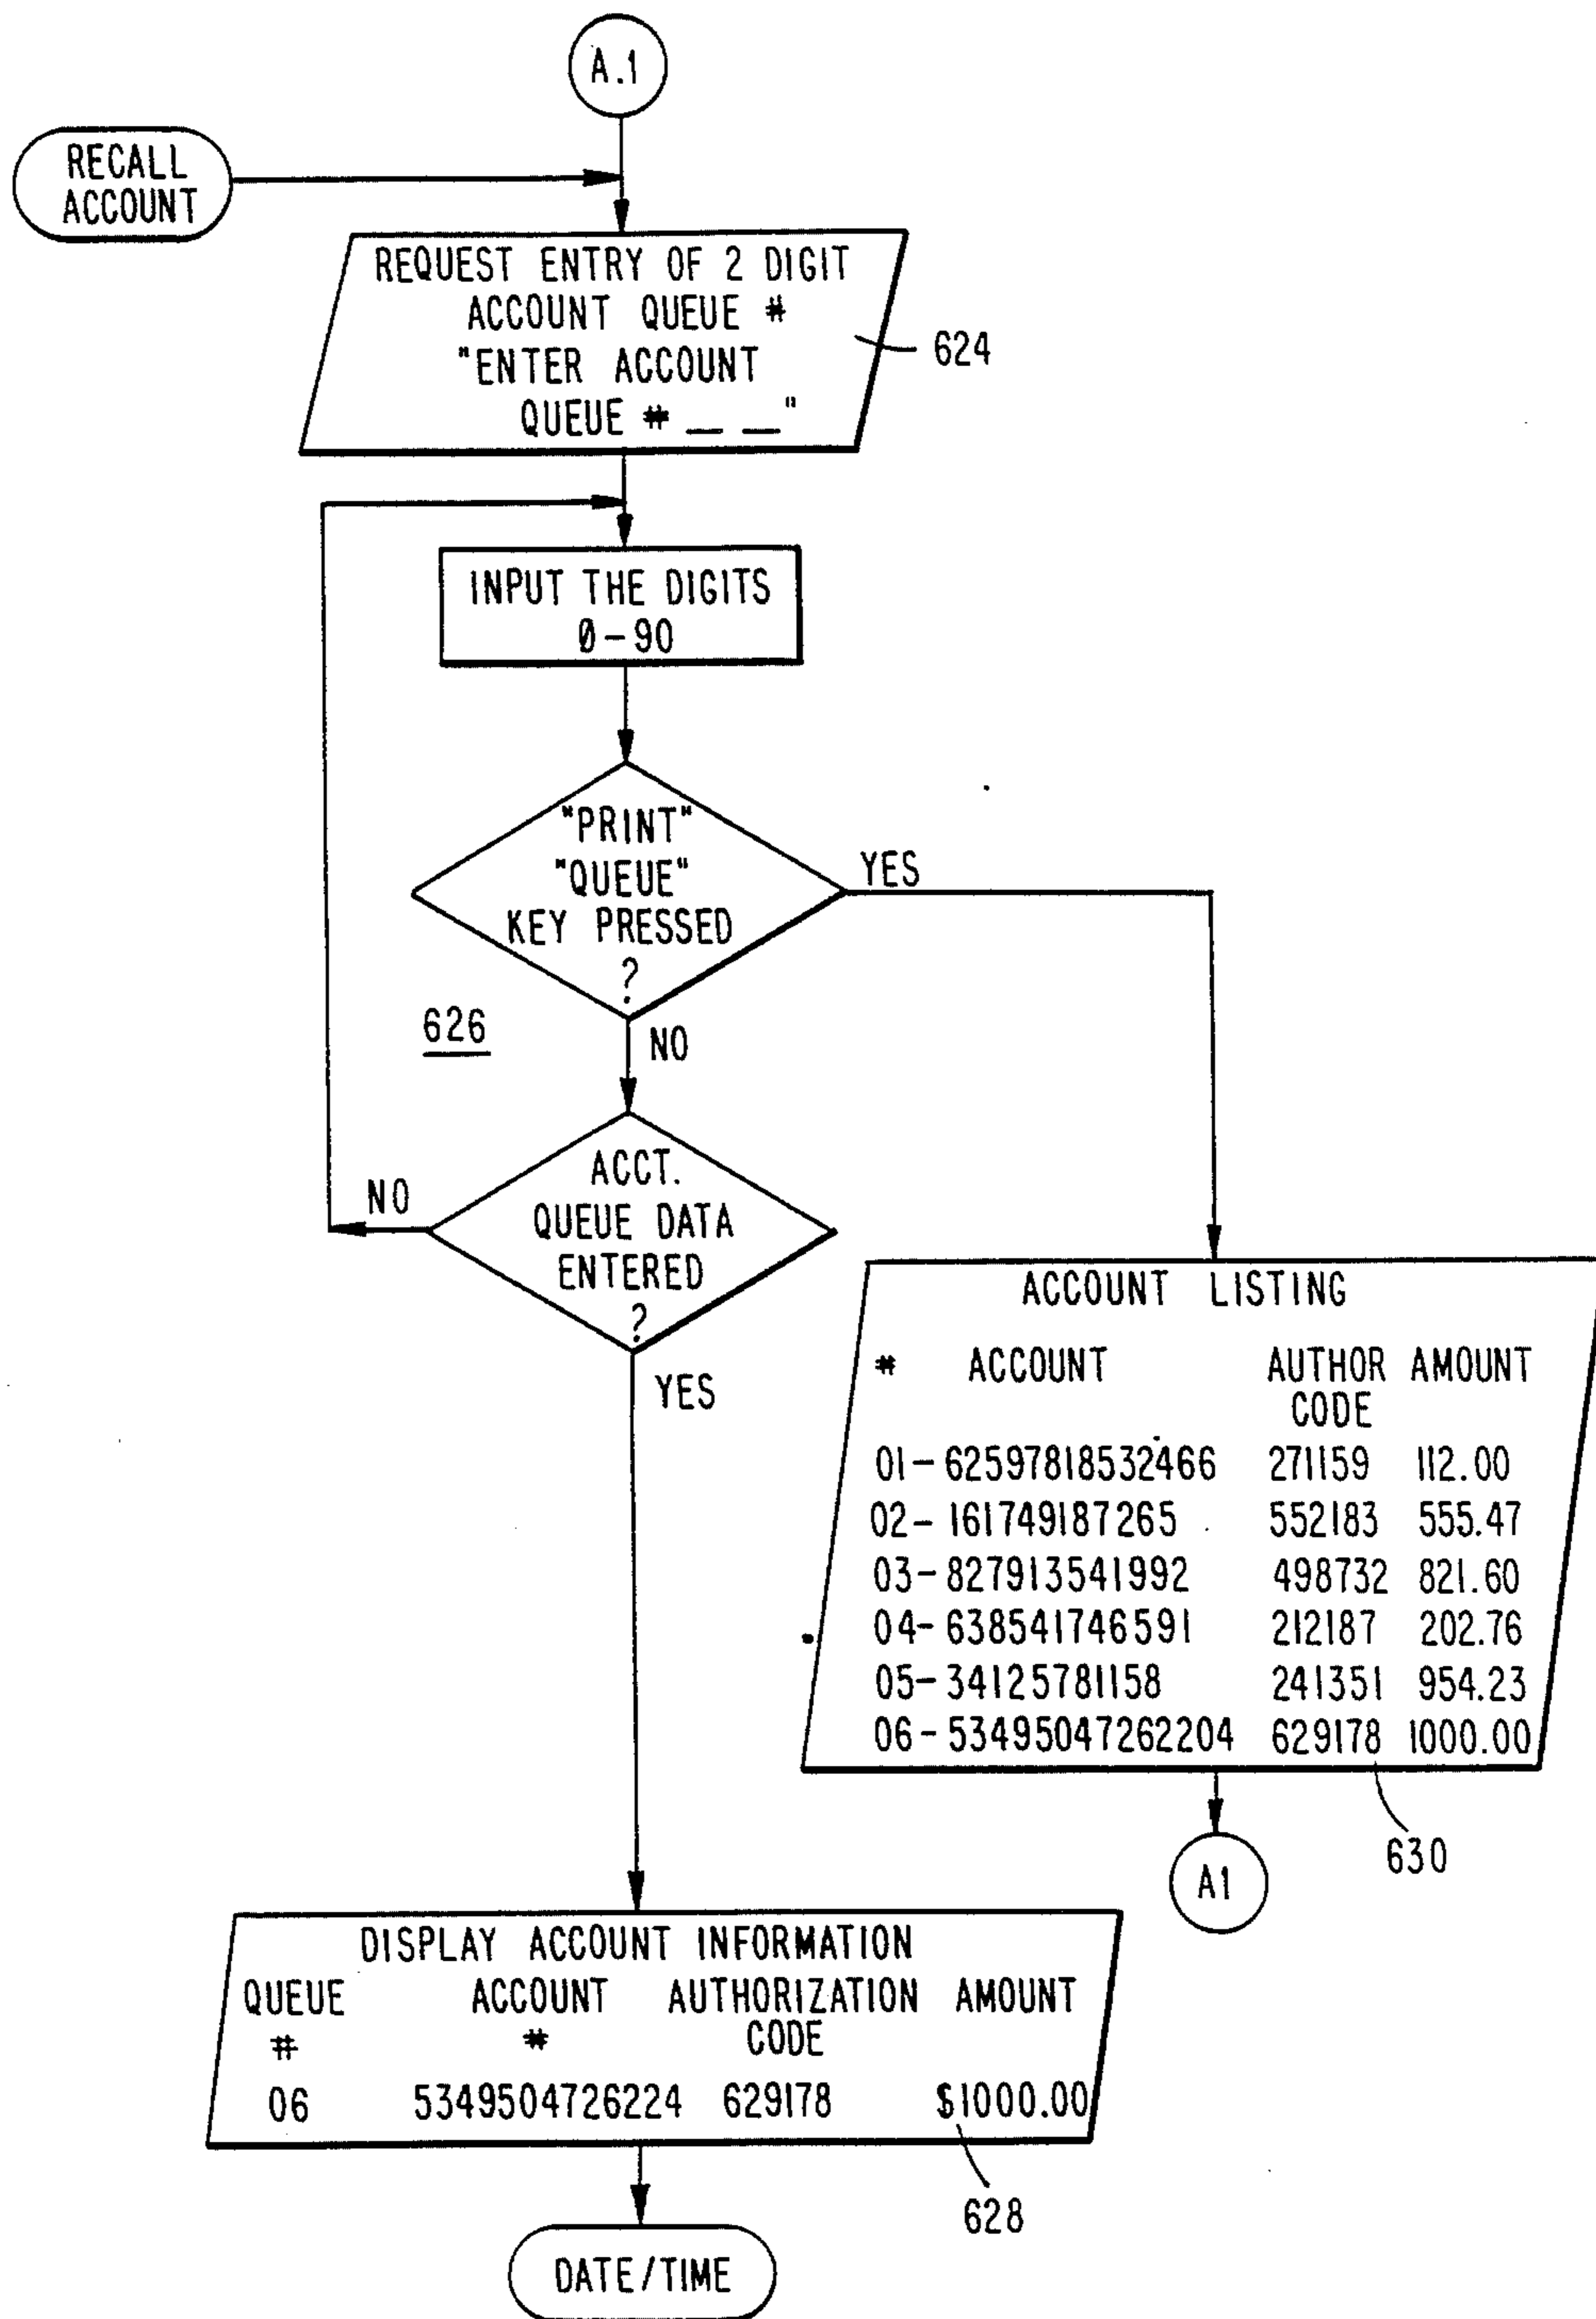 A.1
RECALL
ACCOUNT
REQUEST ENTRY OF 2 DIGIT
ACCOUNT QUEUE #
"ENTER ACCOUNT
QUEUE # __ __"
624
INPUT THE DIGITS
0-90
"PRINT"
"QUEUE"
KEY PRESSED
?
YES
626
NO
ACCT.
QUEUE DATA
ENTERED
?
NO
YES
ACCOUNT LISTING
# ACCOUNT AUTHOR AMOUNT
CODE
01-62597818532466 271159 112.00
02-161749187265 552183 555.47
03-827913541992 498732 821.60
04-638541746591 212187 202.76
05-34125781158 241351 954.23
06-53495047262204 629178 1000.00
630
A1
DISPLAY ACCOUNT INFORMATION
QUEUE ACCOUNT AUTHORIZATION AMOUNT
# # CODE
06 5349504726224 629178 $1000.00
628
DATE/TIME